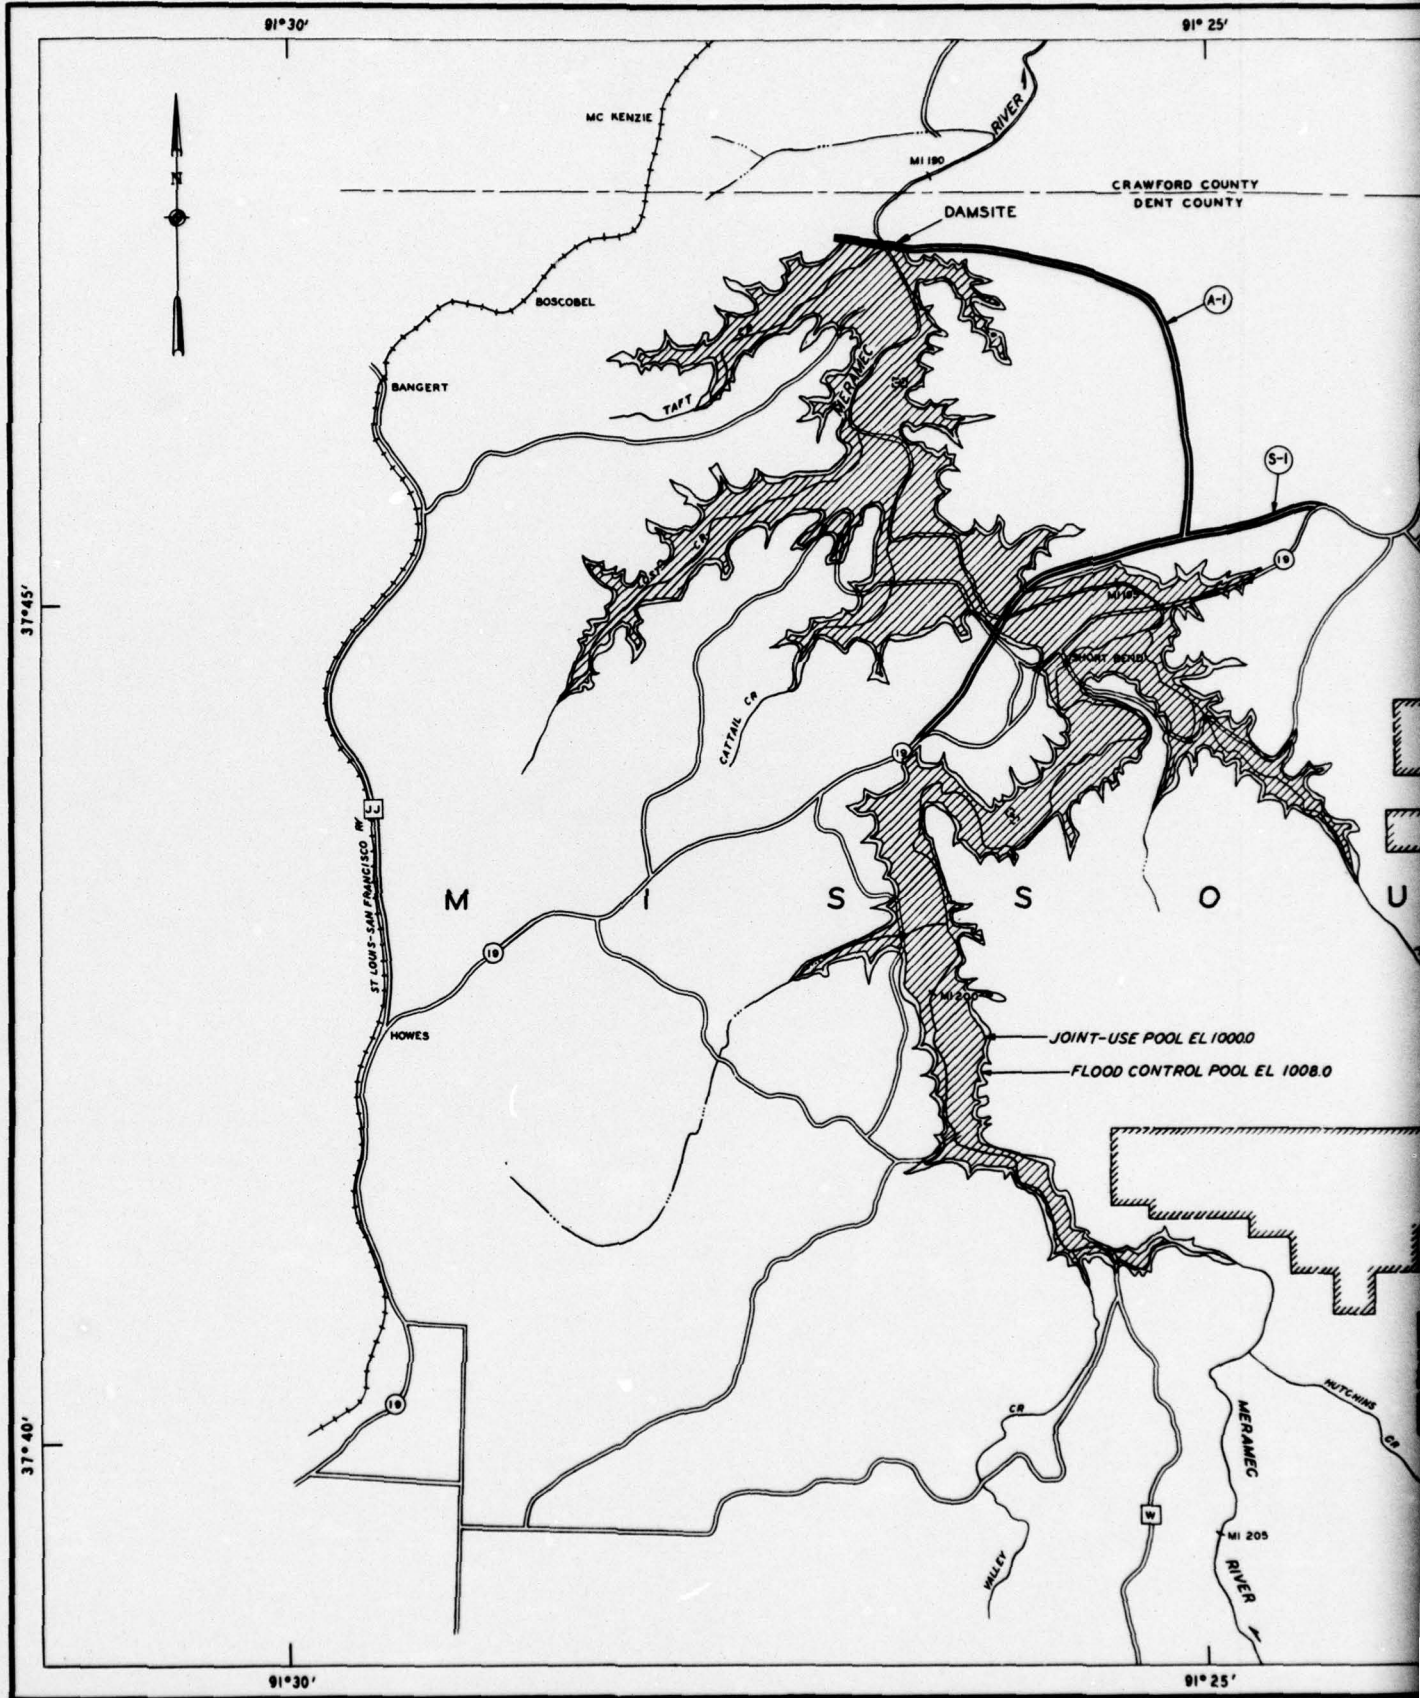 91°30'
91°25'
MC KENZIE
RIVER
MI 190
N
CRAWFORD COUNTY
DENT COUNTY
DAMSITE
A-1
BOSCOBEL
CR
MERAMEC
BANGERT
TAFT
S-1
19
CR
37°45'
MI 195
SHORT BEND
CATTAIL CR
19
ST LOUIS-SAN FRANCISCO RY
M I S S O U
19
MI 200
HOWES
JOINT-USE POOL EL 1000.0
FLOOD CONTROL POOL EL 1008.0
HUTCHINS
CR
MERAMEC
RIVER
19
CR
VALLEY
37°40'
W
MI 205
91°30'
91°25'